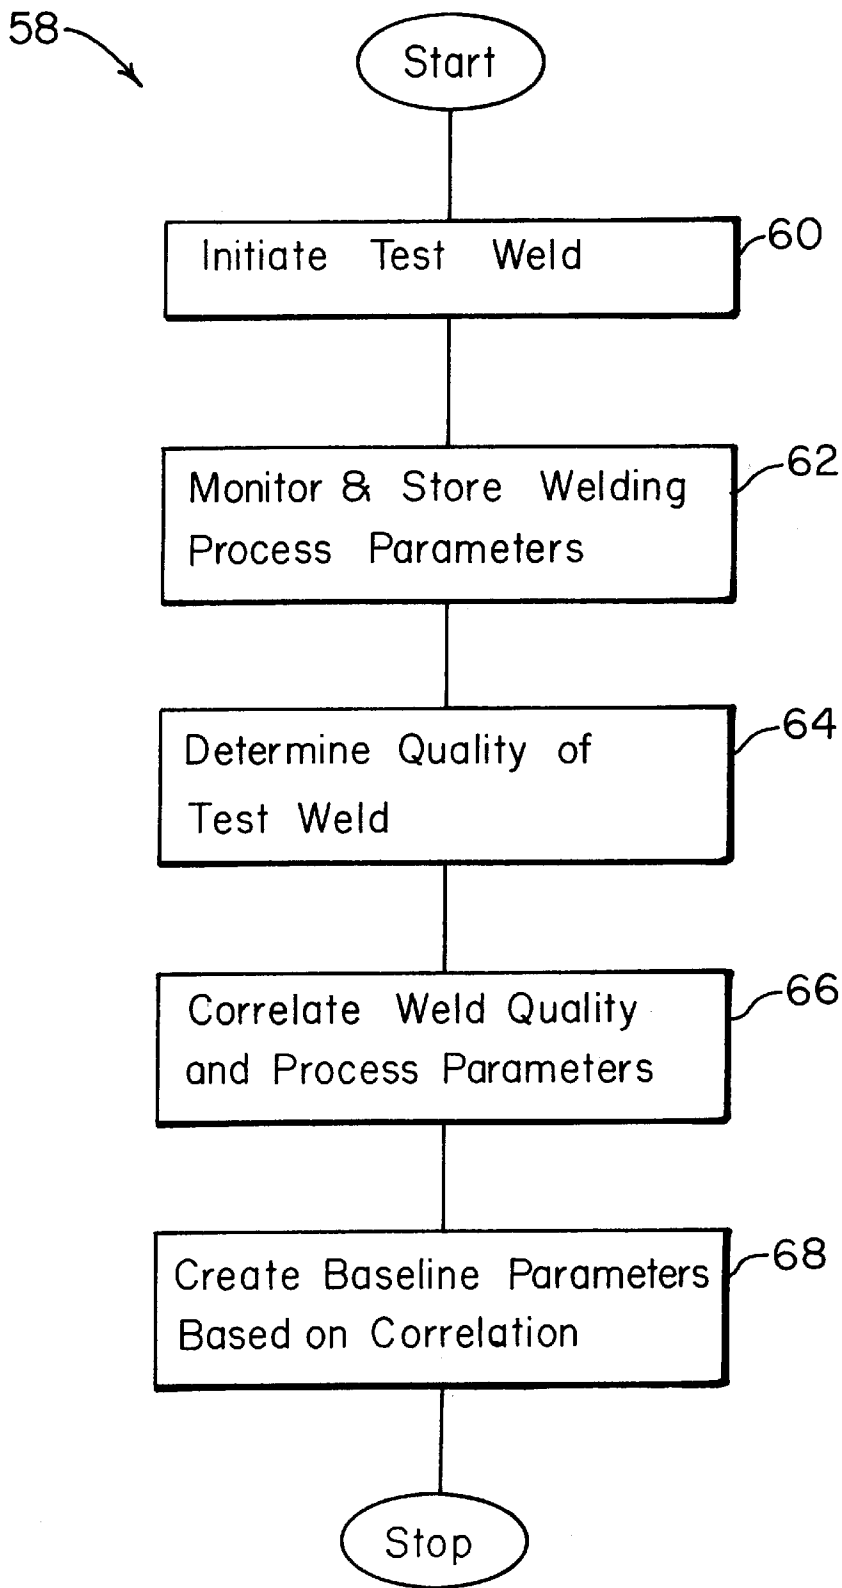 58
Start
Initiate Test Weld
60
Monitor & Store Welding
Process Parameters
62
Determine Quality of
Test Weld
64
Correlate Weld Quality
and Process Parameters
66
Create Baseline Parameters
Based on Correlation
68
Stop